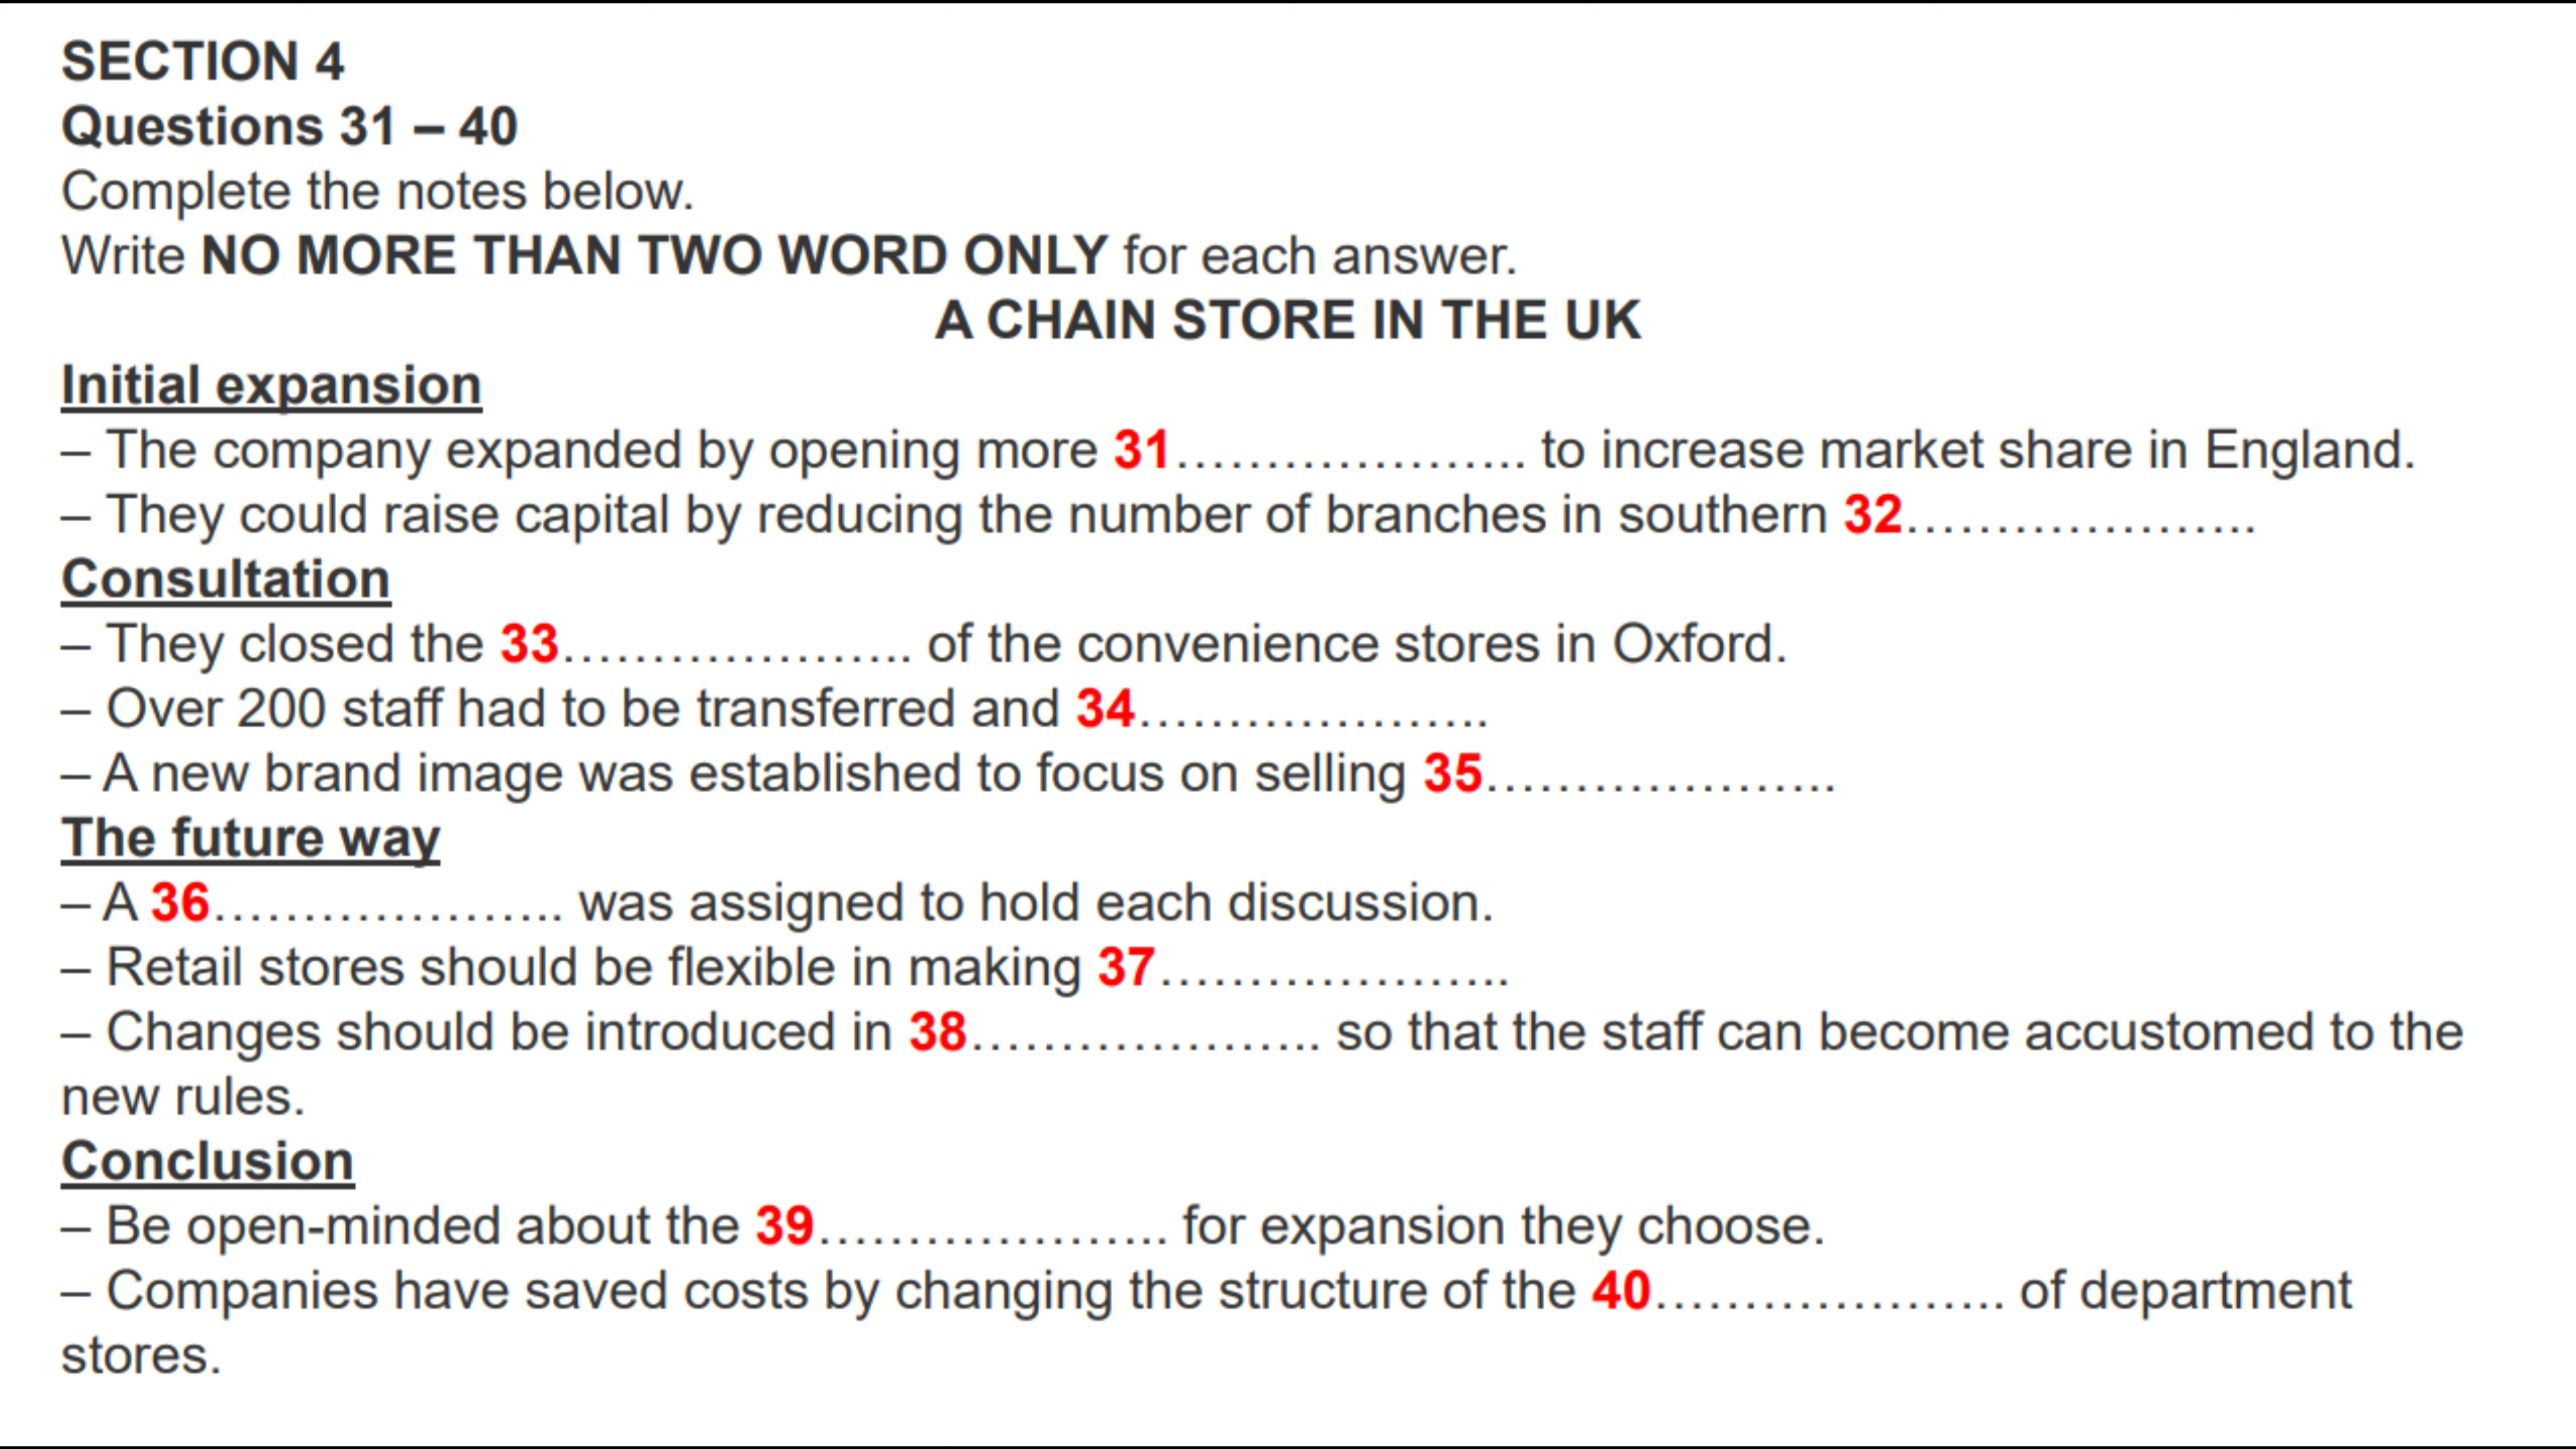 SECTION 4
Questions 31 – 40
Complete the notes below.
Write NO MORE THAN TWO WORD ONLY for each answer.
A CHAIN STORE IN THE UK
Initial expansion
– The company expanded by opening more 31……………….. to increase market share in England.
– They could raise capital by reducing the number of branches in southern 32………………..
Consultation
– They closed the 33……………….. of the convenience stores in Oxford.
– Over 200 staff had to be transferred and 34………………..
– A new brand image was established to focus on selling 35………………..
The future way
– A 36……………….. was assigned to hold each discussion.
– Retail stores should be flexible in making 37………………..
– Changes should be introduced in 38……………….. so that the staff can become accustomed to the
new rules.
Conclusion
– Be open-minded about the 39……………….. for expansion they choose.
– Companies have saved costs by changing the structure of the 40……………….. of department
stores.